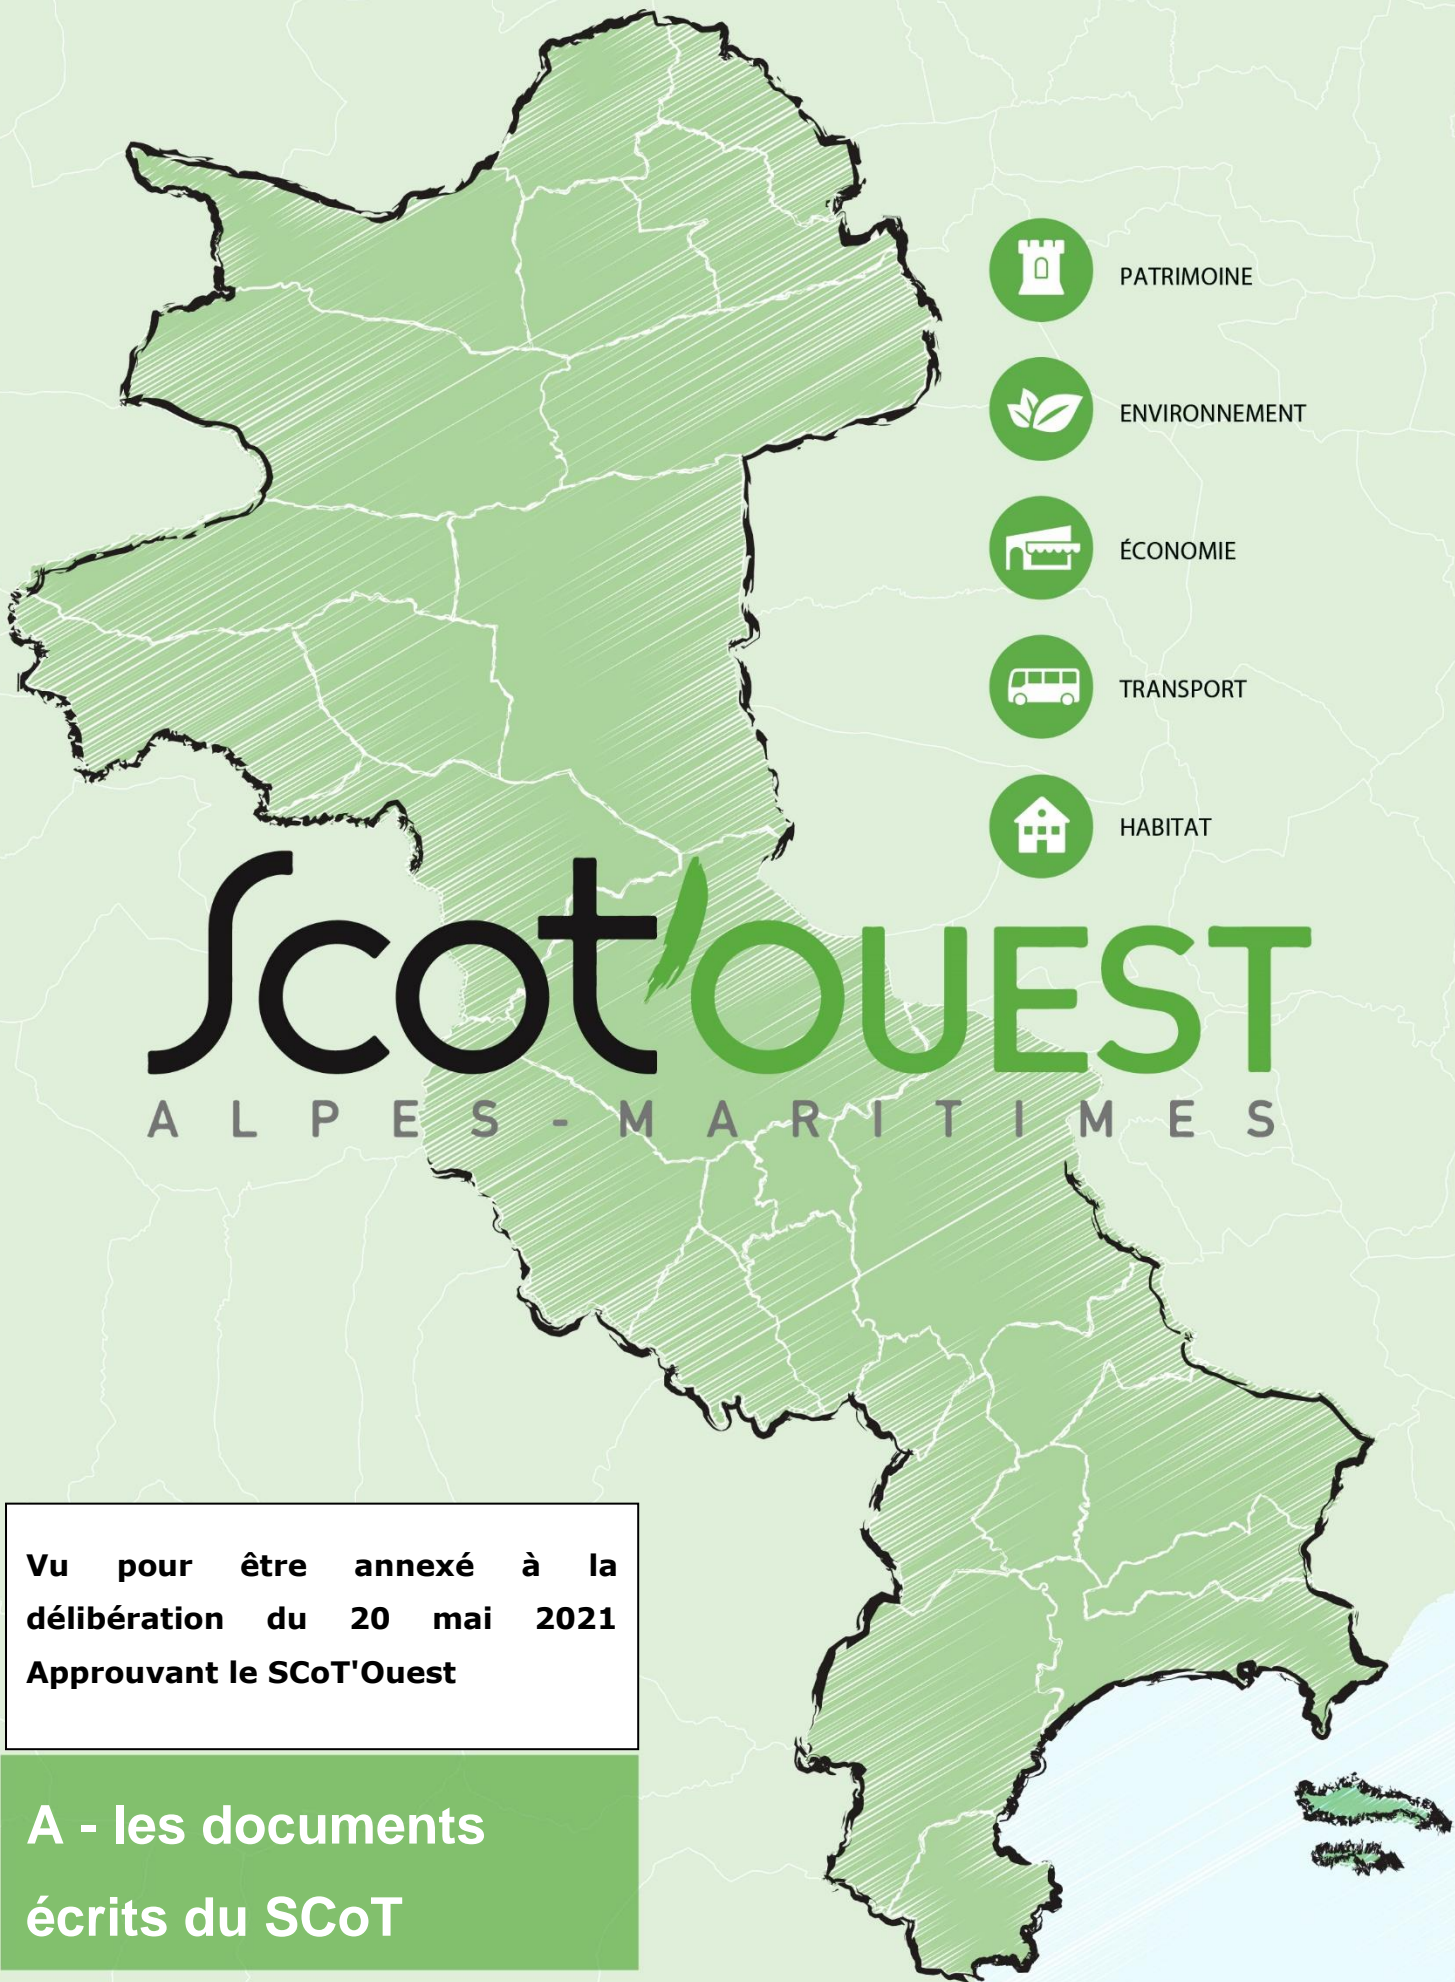 PATRIMOINE
ENVIRONNEMENT
ÉCONOMIE
TRANSPORT
HABITAT
Scot'OUEST
ALPES-MARITIMES
Vu pour être annexé à la
délibération du 20 mai 2021
Approuvant le SCoT'Ouest
A - les documents
écrits du SCoT